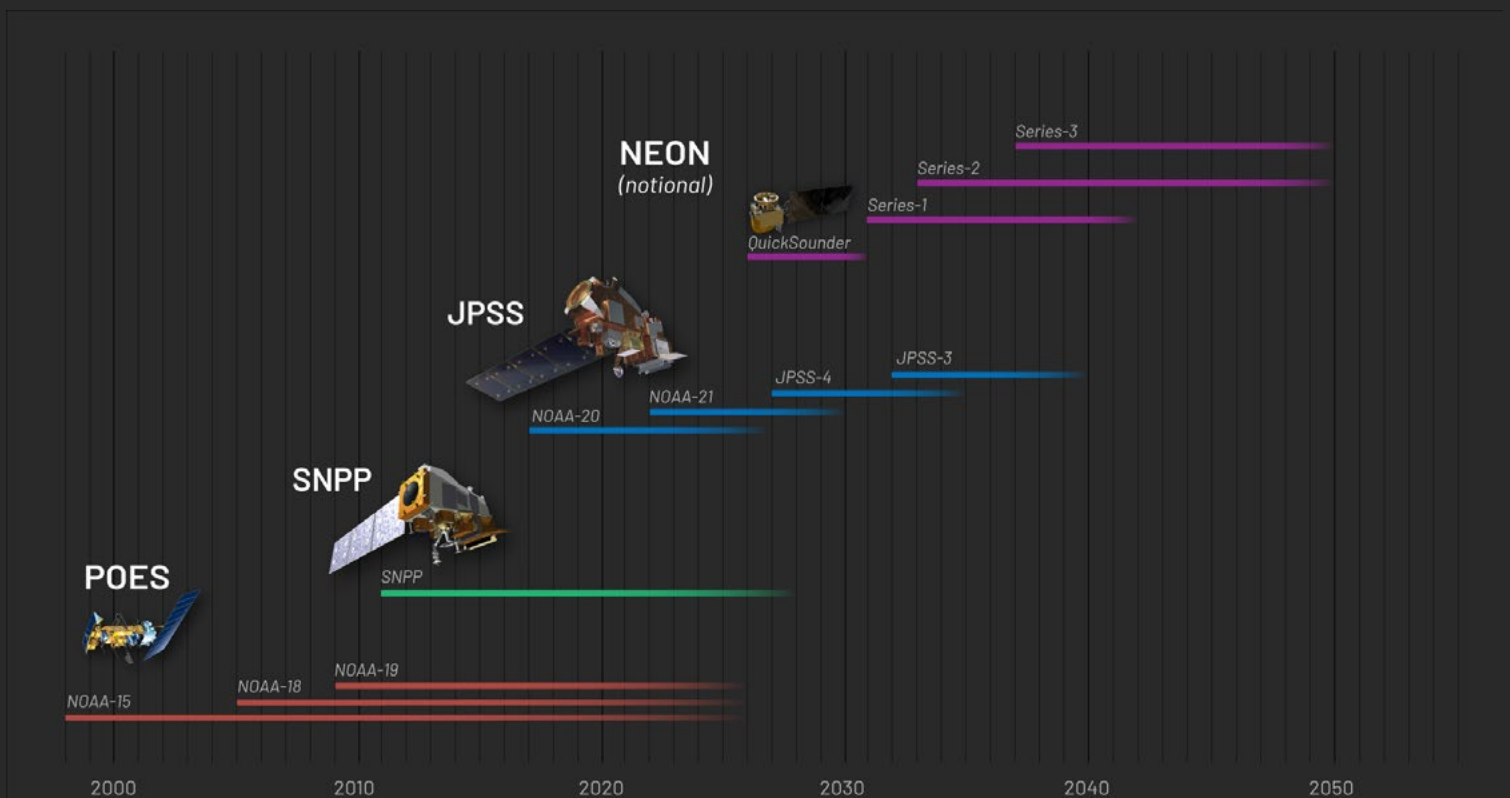 Series-3
NEON
(notional)
Series-2
Series-1
QuickSounder
JPSS
JPSS-3
JPSS-4
NOAA-21
NOAA-20
SNPP
SNPP
POES
NOAA-19
NOAA-18
NOAA-15
2000 2010 2020 2030 2040 2050